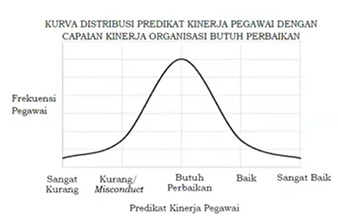 KURVA DISTRIBUSI PREDIKAT KINERJA PEGAWAI DENGAN
CAPAIAN KINERJA ORGANISASI BUTUH PERBAIKAN
Frekuensi
Pegawai
Sangat
Kurang
Kurang/
Misconduct
Butuh
Perbaikan
Baik
Sangat Baik
Predikat Kinerja Pegawai